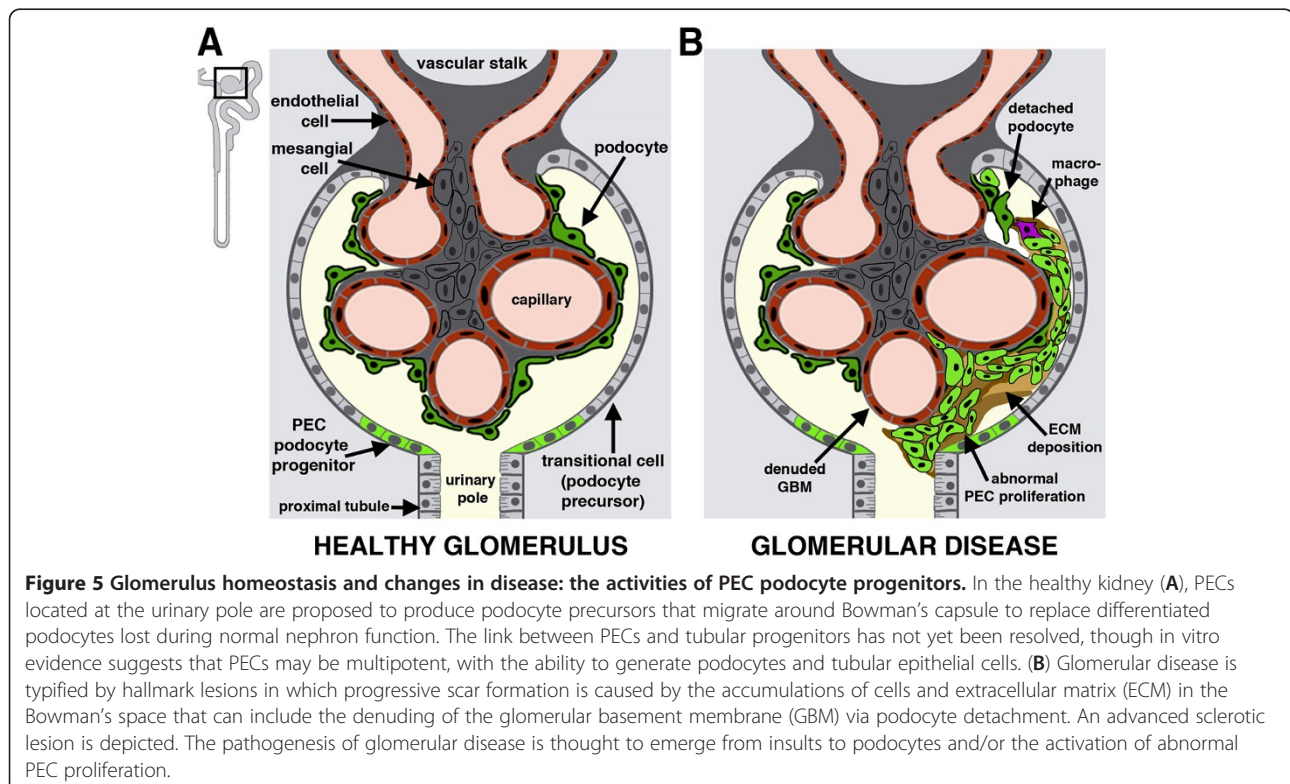 A
vascular stalk
endothelial
cell
mesangial
cell
podocyte
capillary
PEC
podocyte
progenitor
urinary
pole
proximal tubule
transitional cell
(podocyte
precursor)
HEALTHY GLOMERULUS
B
detached
podocyte
macro-
phage
ECM
deposition
denuded
GBM
abnormal
PEC proliferation
GLOMERULAR DISEASE
Figure 5 Glomerulus homeostasis and changes in disease: the activities of PEC podocyte progenitors. In the healthy kidney (A), PECs
located at the urinary pole are proposed to produce podocyte precursors that migrate around Bowman's capsule to replace differentiated
podocytes lost during normal nephron function. The link between PECs and tubular progenitors has not yet been resolved, though in vitro
evidence suggests that PECs may be multipotent, with the ability to generate podocytes and tubular epithelial cells. (B) Glomerular disease is
typified by hallmark lesions in which progressive scar formation is caused by the accumulations of cells and extracellular matrix (ECM) in the
Bowman's space that can include the denuding of the glomerular basement membrane (GBM) via podocyte detachment. An advanced sclerotic
lesion is depicted. The pathogenesis of glomerular disease is thought to emerge from insults to podocytes and/or the activation of abnormal
PEC proliferation.